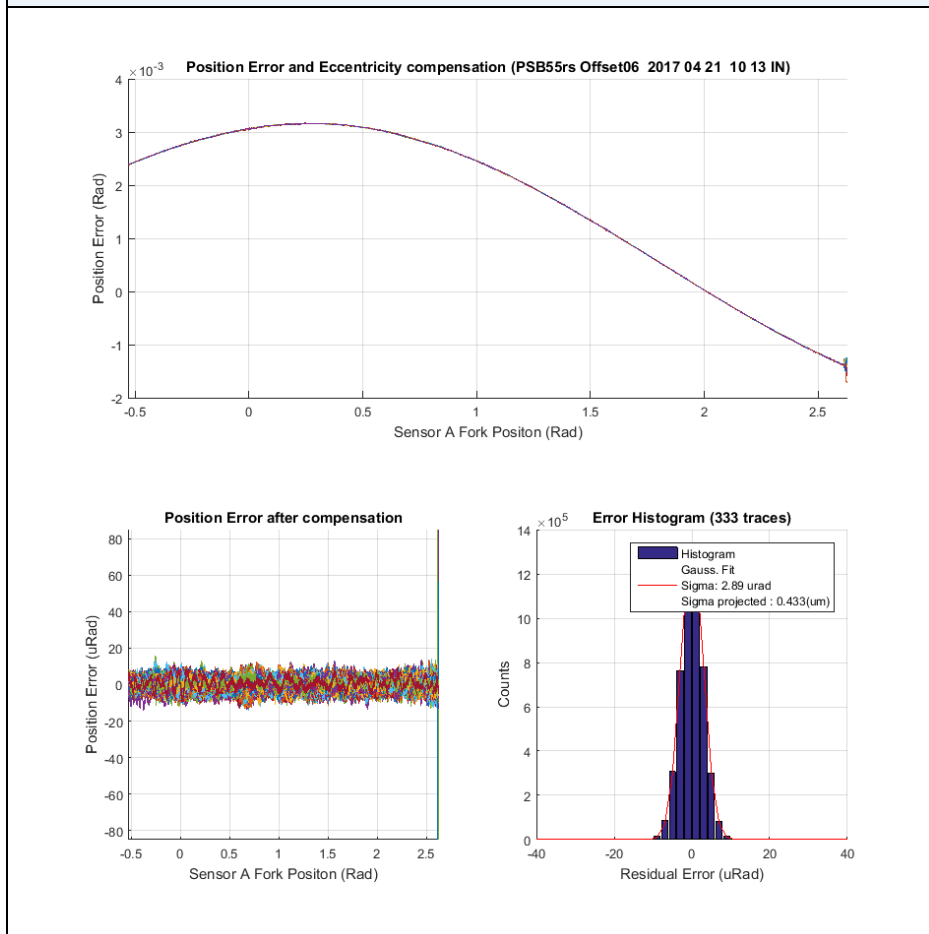 ×10⁻³
Position Error and Eccentricity compensation (PSB55rs Offset06 2017 04 21 10 13 IN)
4
3
2
1
0
-1
-2
Position Error (Rad)
-0.5 0 0.5 1 1.5 2 2.5
Sensor A Fork Positon (Rad)
Position Error after compensation
80
60
40
20
0
-20
-40
-60
-80
Position Error (uRad)
-0.5 0 0.5 1 1.5 2 2.5
Sensor A Fork Positon (Rad)
×10⁵
Error Histogram (333 traces)
14
12
10
8
6
4
2
0
Counts
Histogram
Gauss. Fit
Sigma: 2.89 urad
Sigma projected : 0.433(um)
-40 -20 0 20 40
Residual Error (uRad)